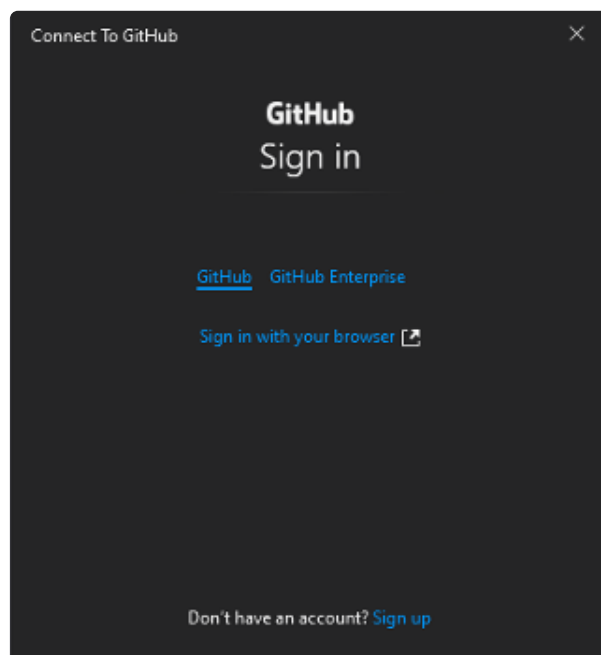 Connect To GitHub
GitHub
Sign in
GitHub GitHub Enterprise
Sign in with your browser
Don't have an account? Sign up